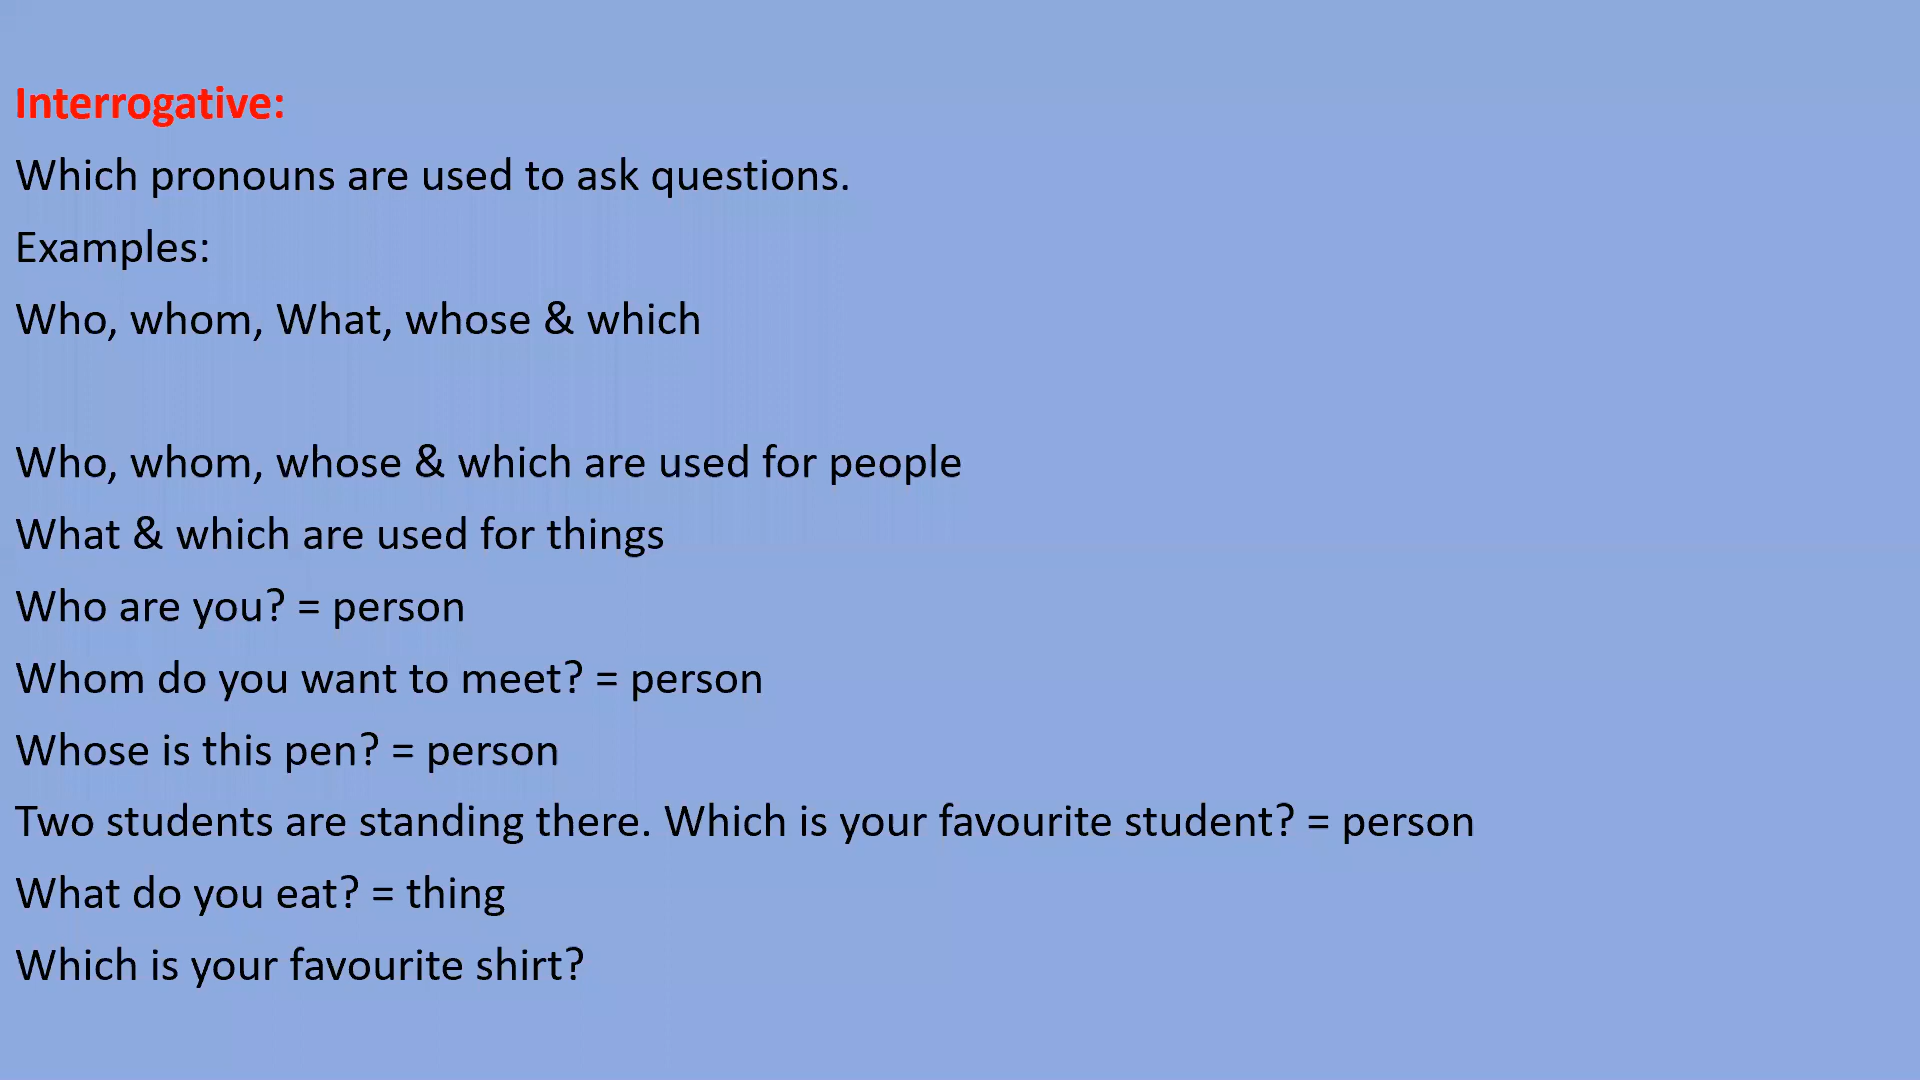 Interrogative:
Which pronouns are used to ask questions.
Examples:
Who, whom, What, whose & which
Who, whom, whose & which are used for people
What & which are used for things
Who are you? = person
Whom do you want to meet? = person
Whose is this pen? = person
Two students are standing there. Which is your favourite student? = person
What do you eat? = thing
Which is your favourite shirt?